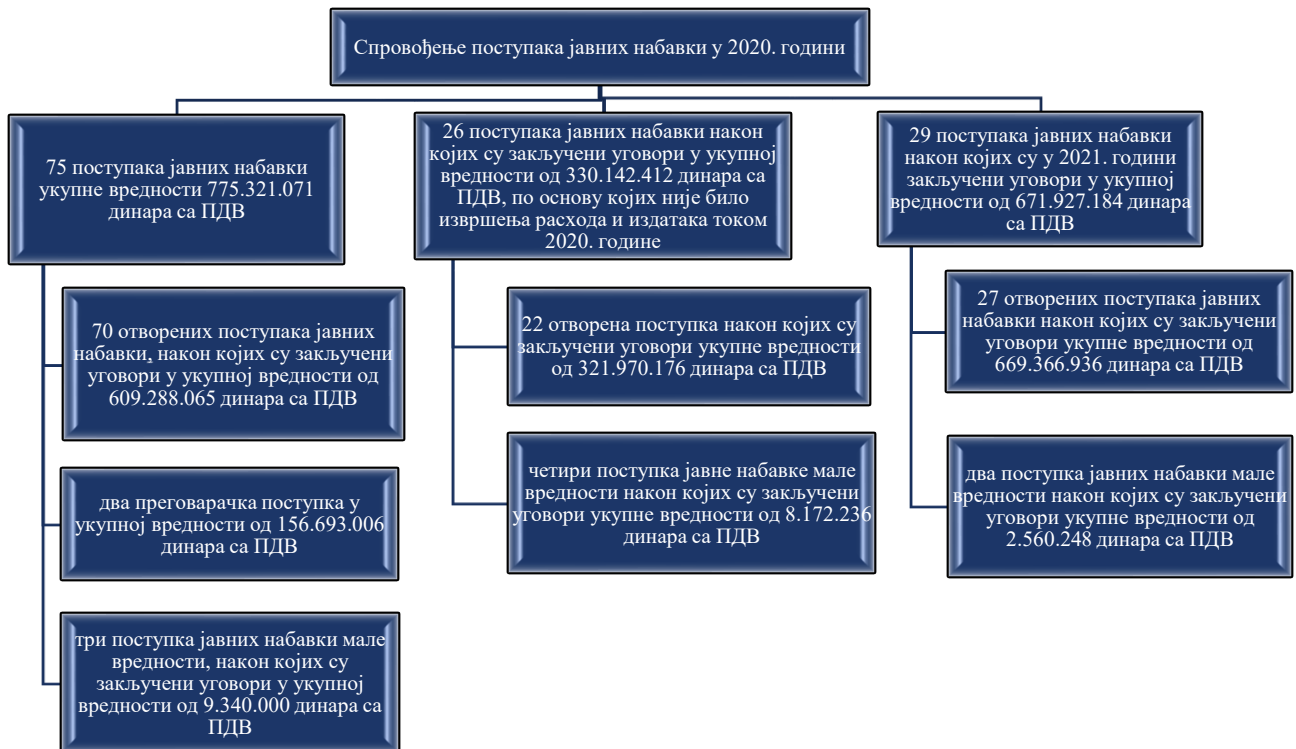 Спровођење поступака јавних набавки у 2020. години
75 поступака јавних набавки
укупне вредности 775.321.071
динара са ПДВ
70 отворених поступака јавних
набавки, након којих су закључени
уговори у укупној вредности од
609.288.065 динара са ПДВ
два преговарачка поступка у
укупној вредности од 156.693.006
динара са ПДВ
три поступка јавних набавки мале
вредности, након којих су
закључени уговори у укупној
вредности од 9.340.000 динара са
ПДВ
26 поступака јавних набавки након
којих су закључени уговори у укупној
вредности од 330.142.412 динара са
ПДВ, по основу којих није било
извршења расхода и издатака током
2020. године
22 отворена поступка након којих су
закључени уговори укупне вредности
од 321.970.176 динара са ПДВ
четири поступка јавне набавке мале
вредности након којих су закључени
уговори укупне вредности од 8.172.236
динара са ПДВ
29 поступака јавних набавки
након којих су у 2021. години
закључени уговори у укупној
вредности од 671.927.184 динара
са ПДВ
27 отворених поступака јавних
набавки након којих су закључени
уговори укупне вредности од
669.366.936 динара са ПДВ
два поступка јавних набавки мале
вредности након којих су закључени
уговори укупне вредности од
2.560.248 динара са ПДВ